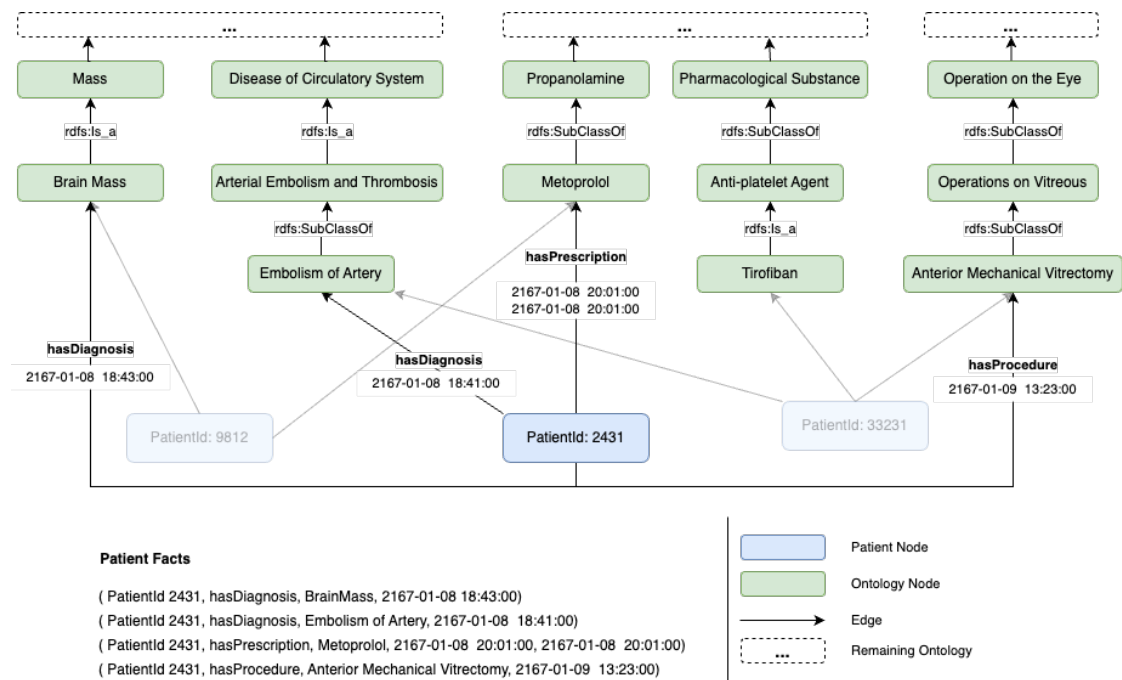 ...
...
...
Mass
Disease of Circulatory System
Propanolamine
Pharmacological Substance
Operation on the Eye
rdfs:Is_a
rdfs:Is_a
rdfs:SubClassOf
rdfs:SubClassOf
rdfs:SubClassOf
Brain Mass
Arterial Embolism and Thrombosis
Metoprolol
Anti-platelet Agent
Operations on Vitreous
rdfs:SubClassOf
rdfs:Is_a
rdfs:SubClassOf
Embolism of Artery
hasPrescription
2167-01-08 20:01:00
2167-01-08 20:01:00
Tirofiban
Anterior Mechanical Vitrectomy
hasDiagnosis
2167-01-08 18:43:00
hasDiagnosis
2167-01-08 18:41:00
hasProcedure
2167-01-09 13:23:00
PatientId: 9812
PatientId: 2431
PatientId: 33231
Patient Facts
( PatientId 2431, hasDiagnosis, BrainMass, 2167-01-08 18:43:00)
( PatientId 2431, hasDiagnosis, Embolism of Artery, 2167-01-08 18:41:00)
( PatientId 2431, hasPrescription, Metoprolol, 2167-01-08 20:01:00, 2167-01-08 20:01:00)
( PatientId 2431, hasProcedure, Anterior Mechanical Vitrectomy, 2167-01-09 13:23:00)
Patient Node
Ontology Node
Edge
...
Remaining Ontology